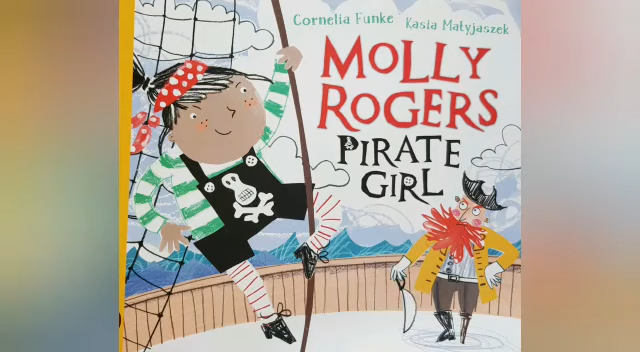 Cornelia Funke Kasia Matyjaszek
MOLLY
ROGERS
PIRATE
GIRL